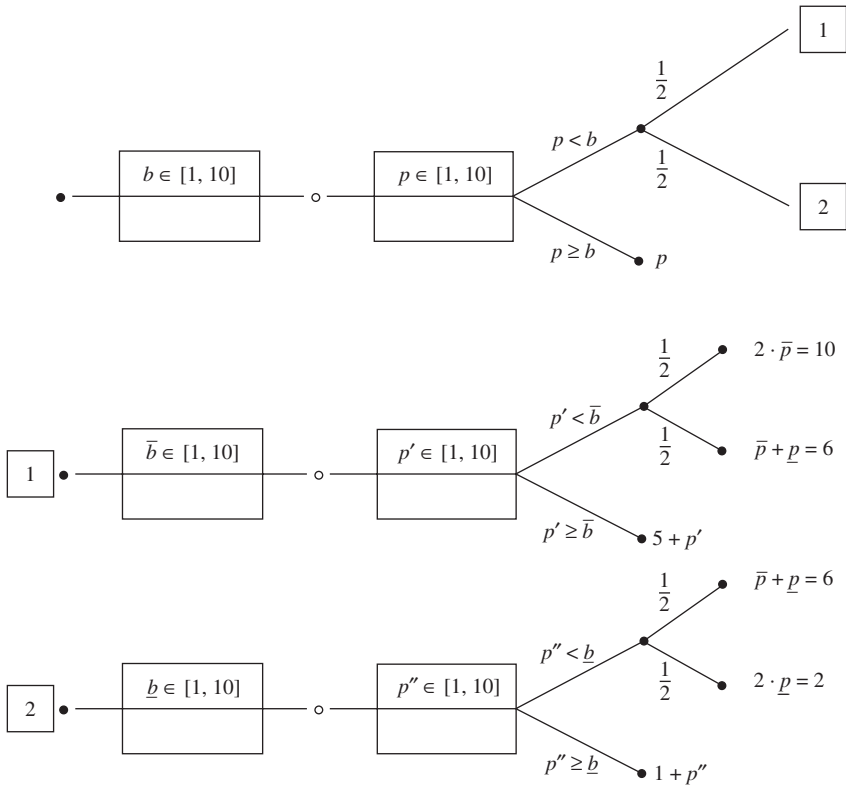 1
1/2
p < b
b ∈ [1, 10]
p ∈ [1, 10]
1/2
2
p ≥ b
p
1/2
2 · p̅ = 10
p′ < b̅
b̅ ∈ [1, 10]
p′ ∈ [1, 10]
1/2
p̅ + p̲ = 6
1
p′ ≥ b̅
5 + p′
1/2
p̅ + p̲ = 6
p″ < b̲
b̲ ∈ [1, 10]
p″ ∈ [1, 10]
1/2
2 · p̲ = 2
2
p″ ≥ b̲
1 + p″